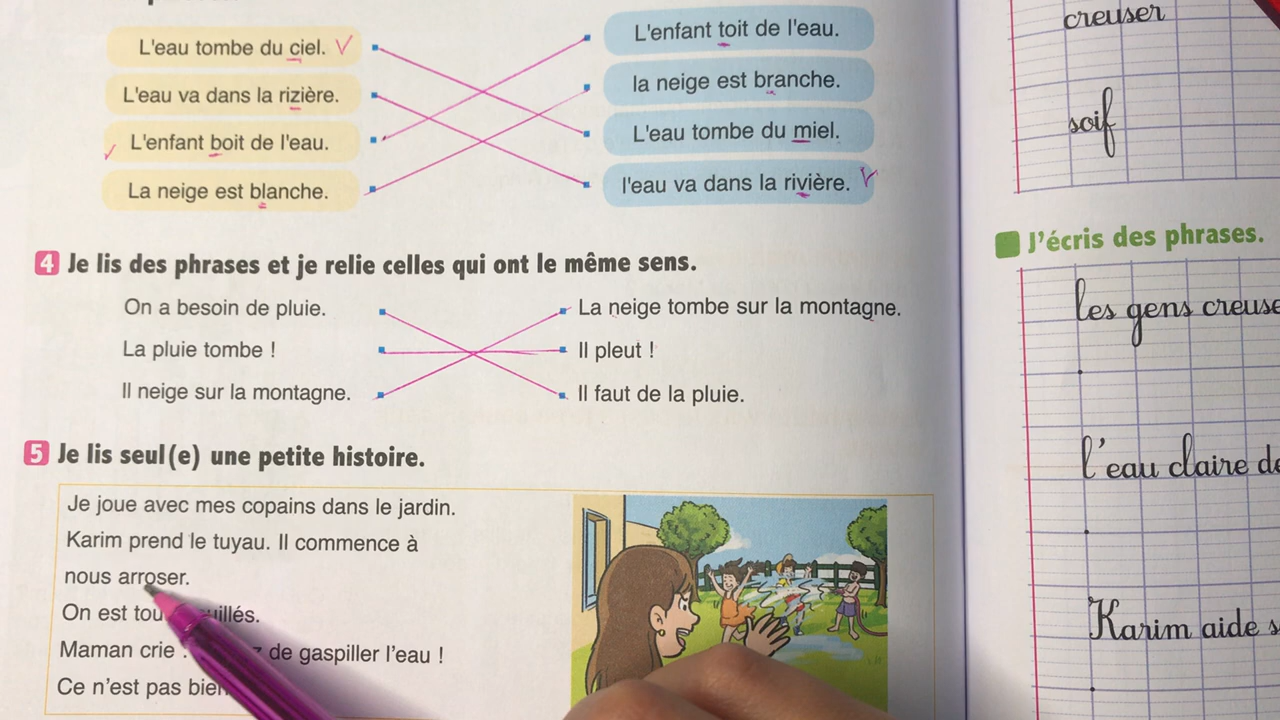 L'eau tombe du ciel.
L'eau va dans la rizière.
L'enfant boit de l'eau.
La neige est blanche.
L'enfant toit de l'eau.
la neige est branche.
L'eau tombe du miel.
l'eau va dans la rivière.
4 Je lis des phrases et je relie celles qui ont le même sens.
On a besoin de pluie.
La pluie tombe !
Il neige sur la montagne.
La neige tombe sur la montagne.
Il pleut !
Il faut de la pluie.
5 Je lis seul(e) une petite histoire.
Je joue avec mes copains dans le jardin.
Karim prend le tuyau. Il commence à
nous arroser.
On est
Maman crie : de gaspiller l'eau !
Ce n'est pas
creuser
soif
J'écris des phrases.
les gens
l'eau claire
Karim aide